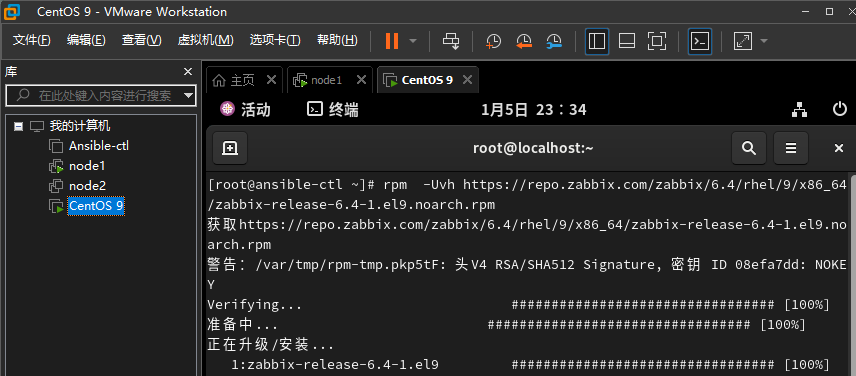 CentOS 9 - VMware Workstation
文件(F) 编辑(E) 查看(V) 虚拟机(M) 选项卡(T) 帮助(H)
库
在此处键入内容进行搜索
我的计算机
Ansible-ctl
node1
node2
CentOS 9
主页 node1 CentOS 9
活动 终端 1月5日 23：34
root@localhost:~
[root@ansible-ctl ~]# rpm -Uvh https://repo.zabbix.com/zabbix/6.4/rhel/9/x86_64
/zabbix-release-6.4-1.el9.noarch.rpm
获取https://repo.zabbix.com/zabbix/6.4/rhel/9/x86_64/zabbix-release-6.4-1.el9.no
arch.rpm
警告：/var/tmp/rpm-tmp.pkp5tF: 头V4 RSA/SHA512 Signature, 密钥 ID 08efa7dd: NOKE
Y
Verifying... ################################# [100%]
准备中... ################################# [100%]
正在升级/安装...
1:zabbix-release-6.4-1.el9 ################################# [100%]